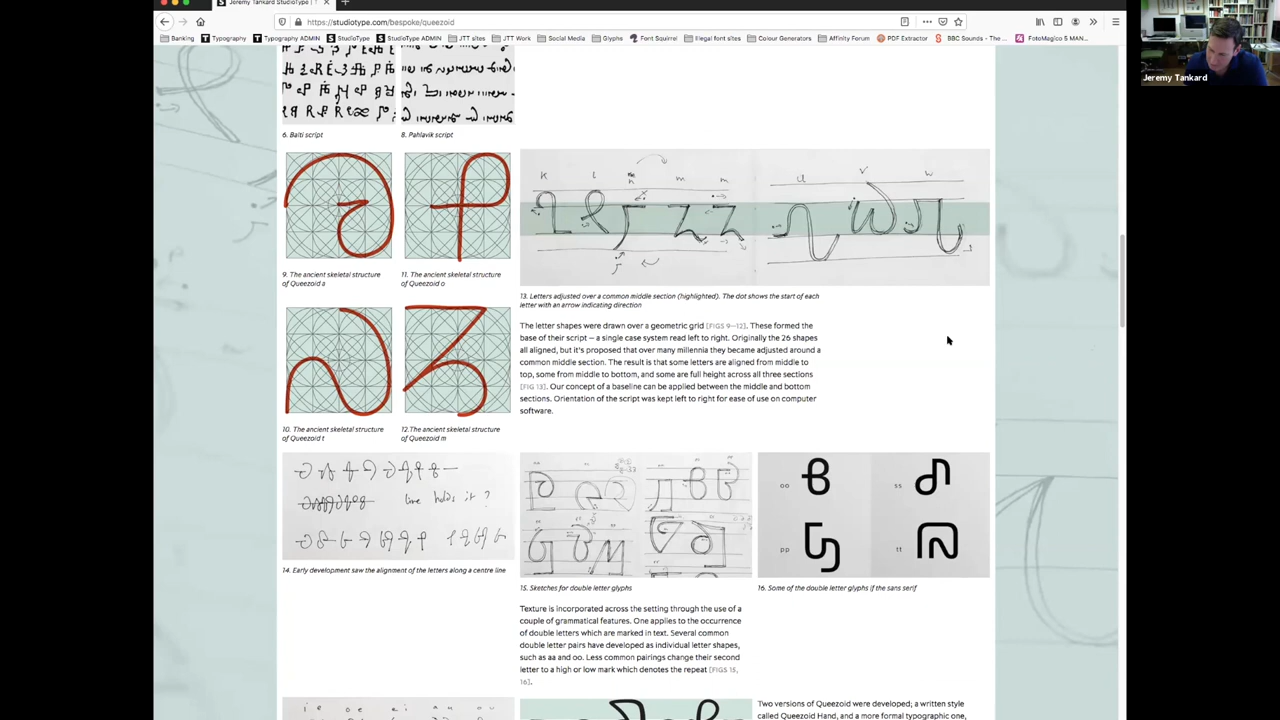 Jeremy Tankard StudioType | T
https://studiotype.com/bespoke/queezoid
Banking
Typography
Typography ADMIN
StudioType
StudioType ADMIN
JTT sites
JTT Work
Social Media
Glyphs
Font Squirrel
Illegal font sites
Colour Generators
Affinity Forum
PDF Extractor
BBC Sounds - The ...
FotoMagico 5 MAN...
Jeremy Tankard
6. Balti script
8. Pahlavik script
9. The ancient skeletal structure
of Queezoid a
11. The ancient skeletal structure
of Queezoid o
10. The ancient skeletal structure
of Queezoid t
12.The ancient skeletal structure
of Queezoid m
13. Letters adjusted over a common middle section (highlighted). The dot shows the start of each
letter with an arrow indicating direction
The letter shapes were drawn over a geometric grid [FIGS 9–12]. These formed the
base of their script – a single case system read left to right. Originally the 26 shapes
all aligned, but it's proposed that over many millennia they became adjusted around a
common middle section. The result is that some letters are aligned from middle to
top, some from middle to bottom, and some are full height across all three sections
[FIG 13]. Our concept of a baseline can be applied between the middle and bottom
sections. Orientation of the script was kept left to right for ease of use on computer
software.
line holds it?
14. Early development saw the alignment of the letters along a centre line
15. Sketches for double letter glyphs
oo
ss
pp
tt
16. Some of the double letter glyphs if the sans serif
Texture is incorporated across the setting through the use of a
couple of grammatical features. One applies to the occurrence
of double letters which are marked in text. Several common
double letter pairs have developed as individual letter shapes,
such as aa and oo. Less common pairings change their second
letter to a high or low mark which denotes the repeat [FIGS 15,
16].
Two versions of Queezoid were developed; a written style
called Queezoid Hand, and a more formal typographic one,